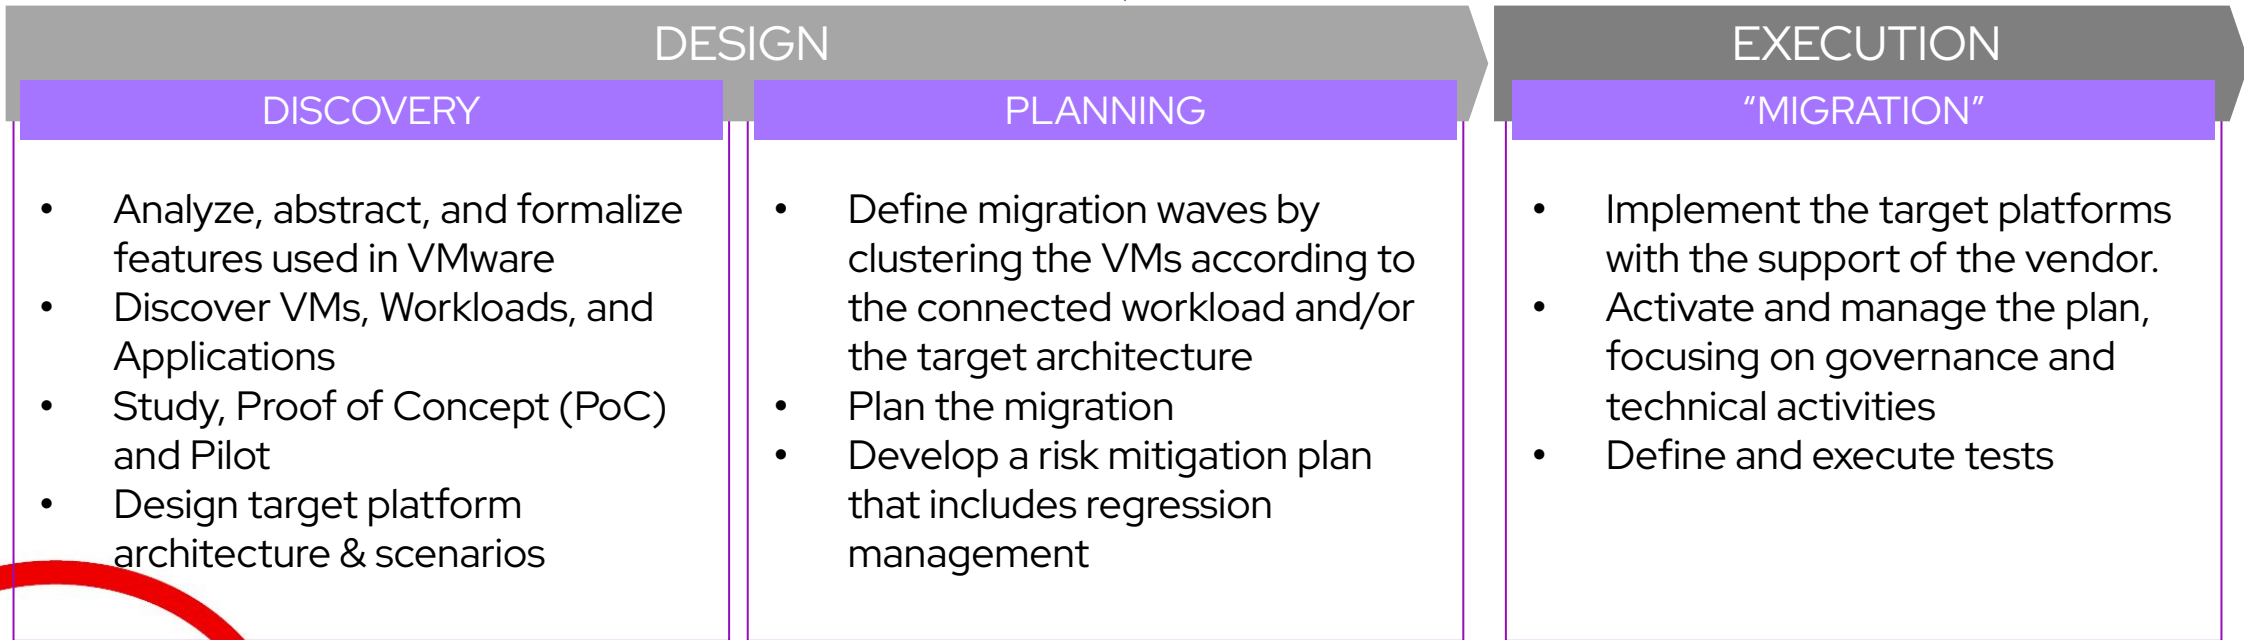 DESIGN
EXECUTION
DISCOVERY
• Analyze, abstract, and formalize
features used in VMware
• Discover VMs, Workloads, and
Applications
• Study, Proof of Concept (PoC)
and Pilot
• Design target platform
architecture & scenarios
PLANNING
• Define migration waves by
clustering the VMs according to
the connected workload and/or
the target architecture
• Plan the migration
• Develop a risk mitigation plan
that includes regression
management
“MIGRATION”
• Implement the target platforms
with the support of the vendor.
• Activate and manage the plan,
focusing on governance and
technical activities
• Define and execute tests